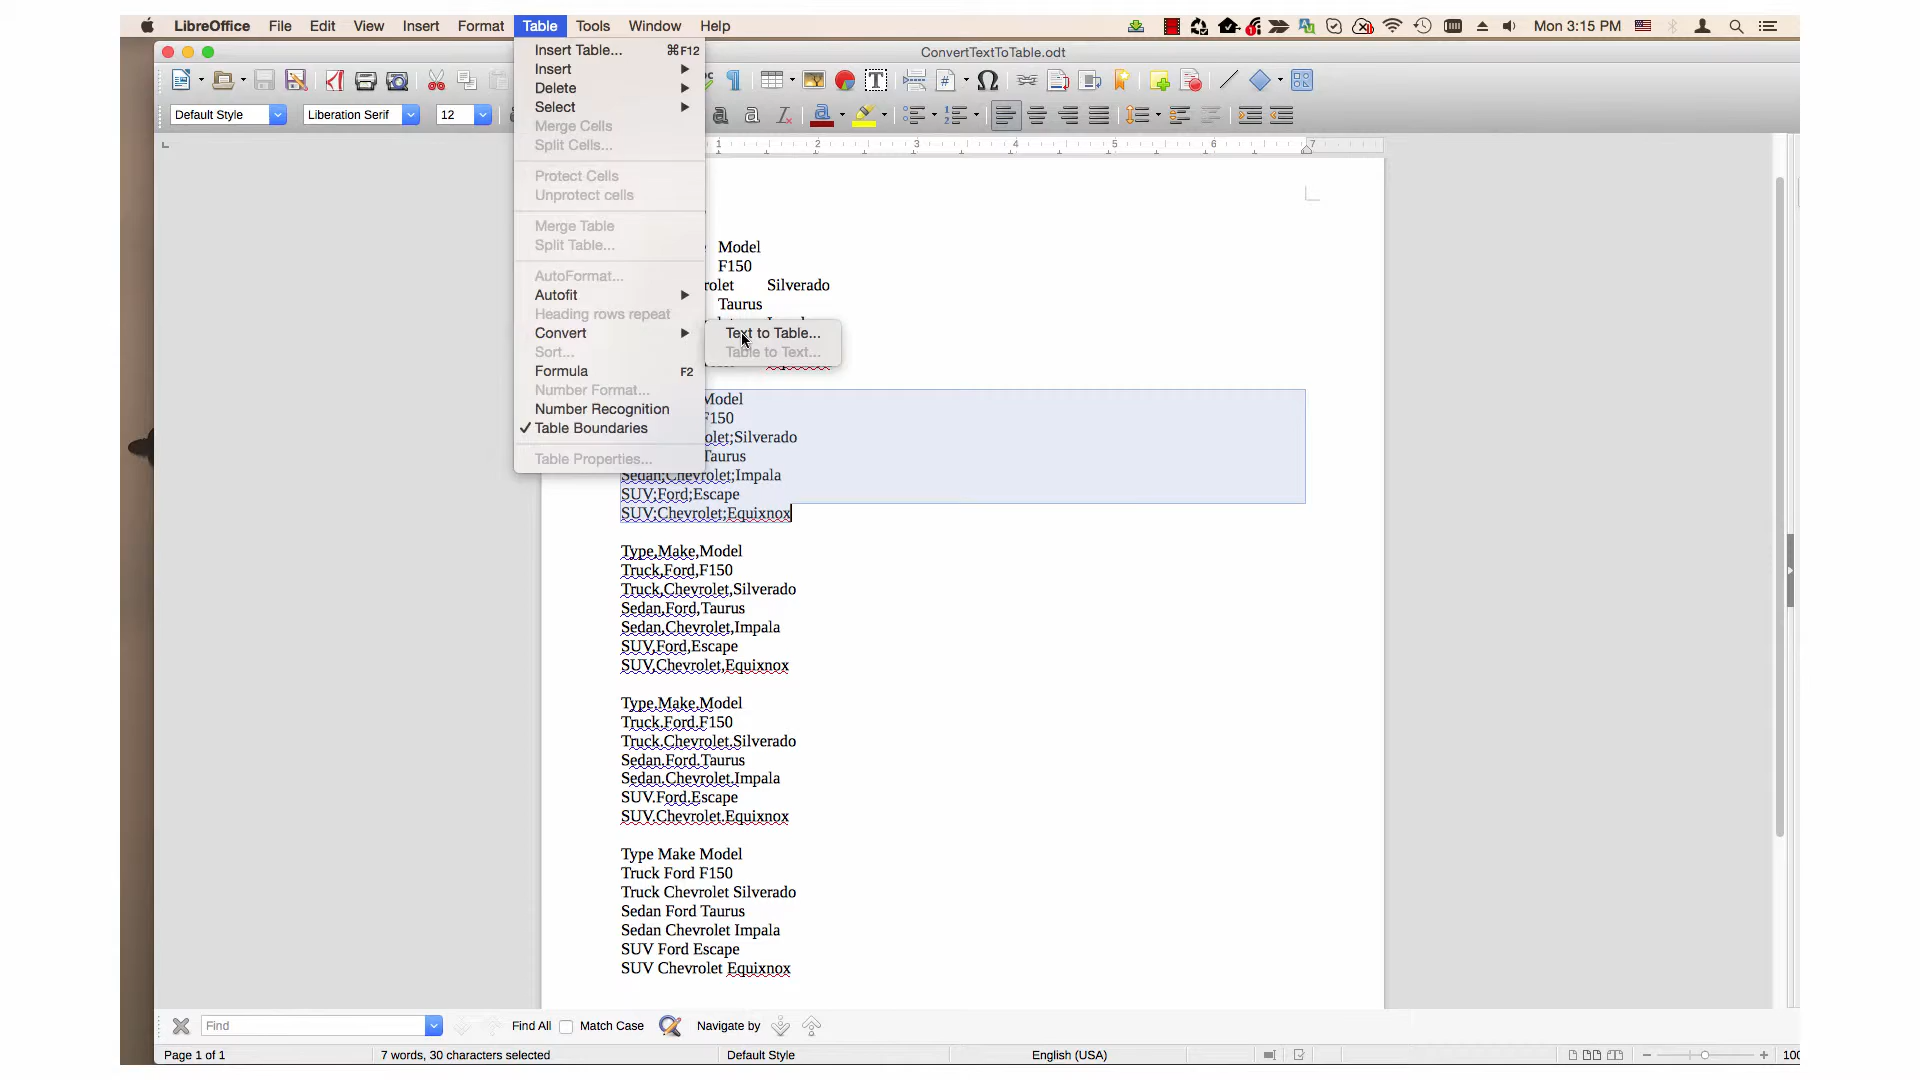 LibreOffice File Edit View Insert Format Table Tools Window Help Mon 3:15 PM
ConvertTextToTable.odt
Default Style Liberation Serif 12
Insert Table... ⌘F12
Insert
Delete
Select
Merge Cells
Split Cells...
Protect Cells
Unprotect cells
Merge Table
Split Table...
AutoFormat...
Autofit
Heading rows repeat
Convert
Sort...
Formula F2
Number Format...
Number Recognition
Table Boundaries
Table Properties...
Text to Table...
Table to Text...
1 2 3 4 5 6 7
Model
F150
rolet Silverado
Taurus
Model
F150
olet;Silverado
Taurus
Sedan;Chevrolet;Impala
SUV;Ford;Escape
SUV;Chevrolet;Equixnox
Type,Make,Model
Truck,Ford,F150
Truck,Chevrolet,Silverado
Sedan,Ford,Taurus
Sedan,Chevrolet,Impala
SUV,Ford,Escape
SUV,Chevrolet,Equixnox
Type.Make.Model
Truck.Ford.F150
Truck.Chevrolet.Silverado
Sedan.Ford.Taurus
Sedan.Chevrolet.Impala
SUV.Ford.Escape
SUV.Chevrolet.Equixnox
Type Make Model
Truck Ford F150
Truck Chevrolet Silverado
Sedan Ford Taurus
Sedan Chevrolet Impala
SUV Ford Escape
SUV Chevrolet Equixnox
Find Find All Match Case Navigate by
Page 1 of 1 7 words, 30 characters selected Default Style English (USA) 100